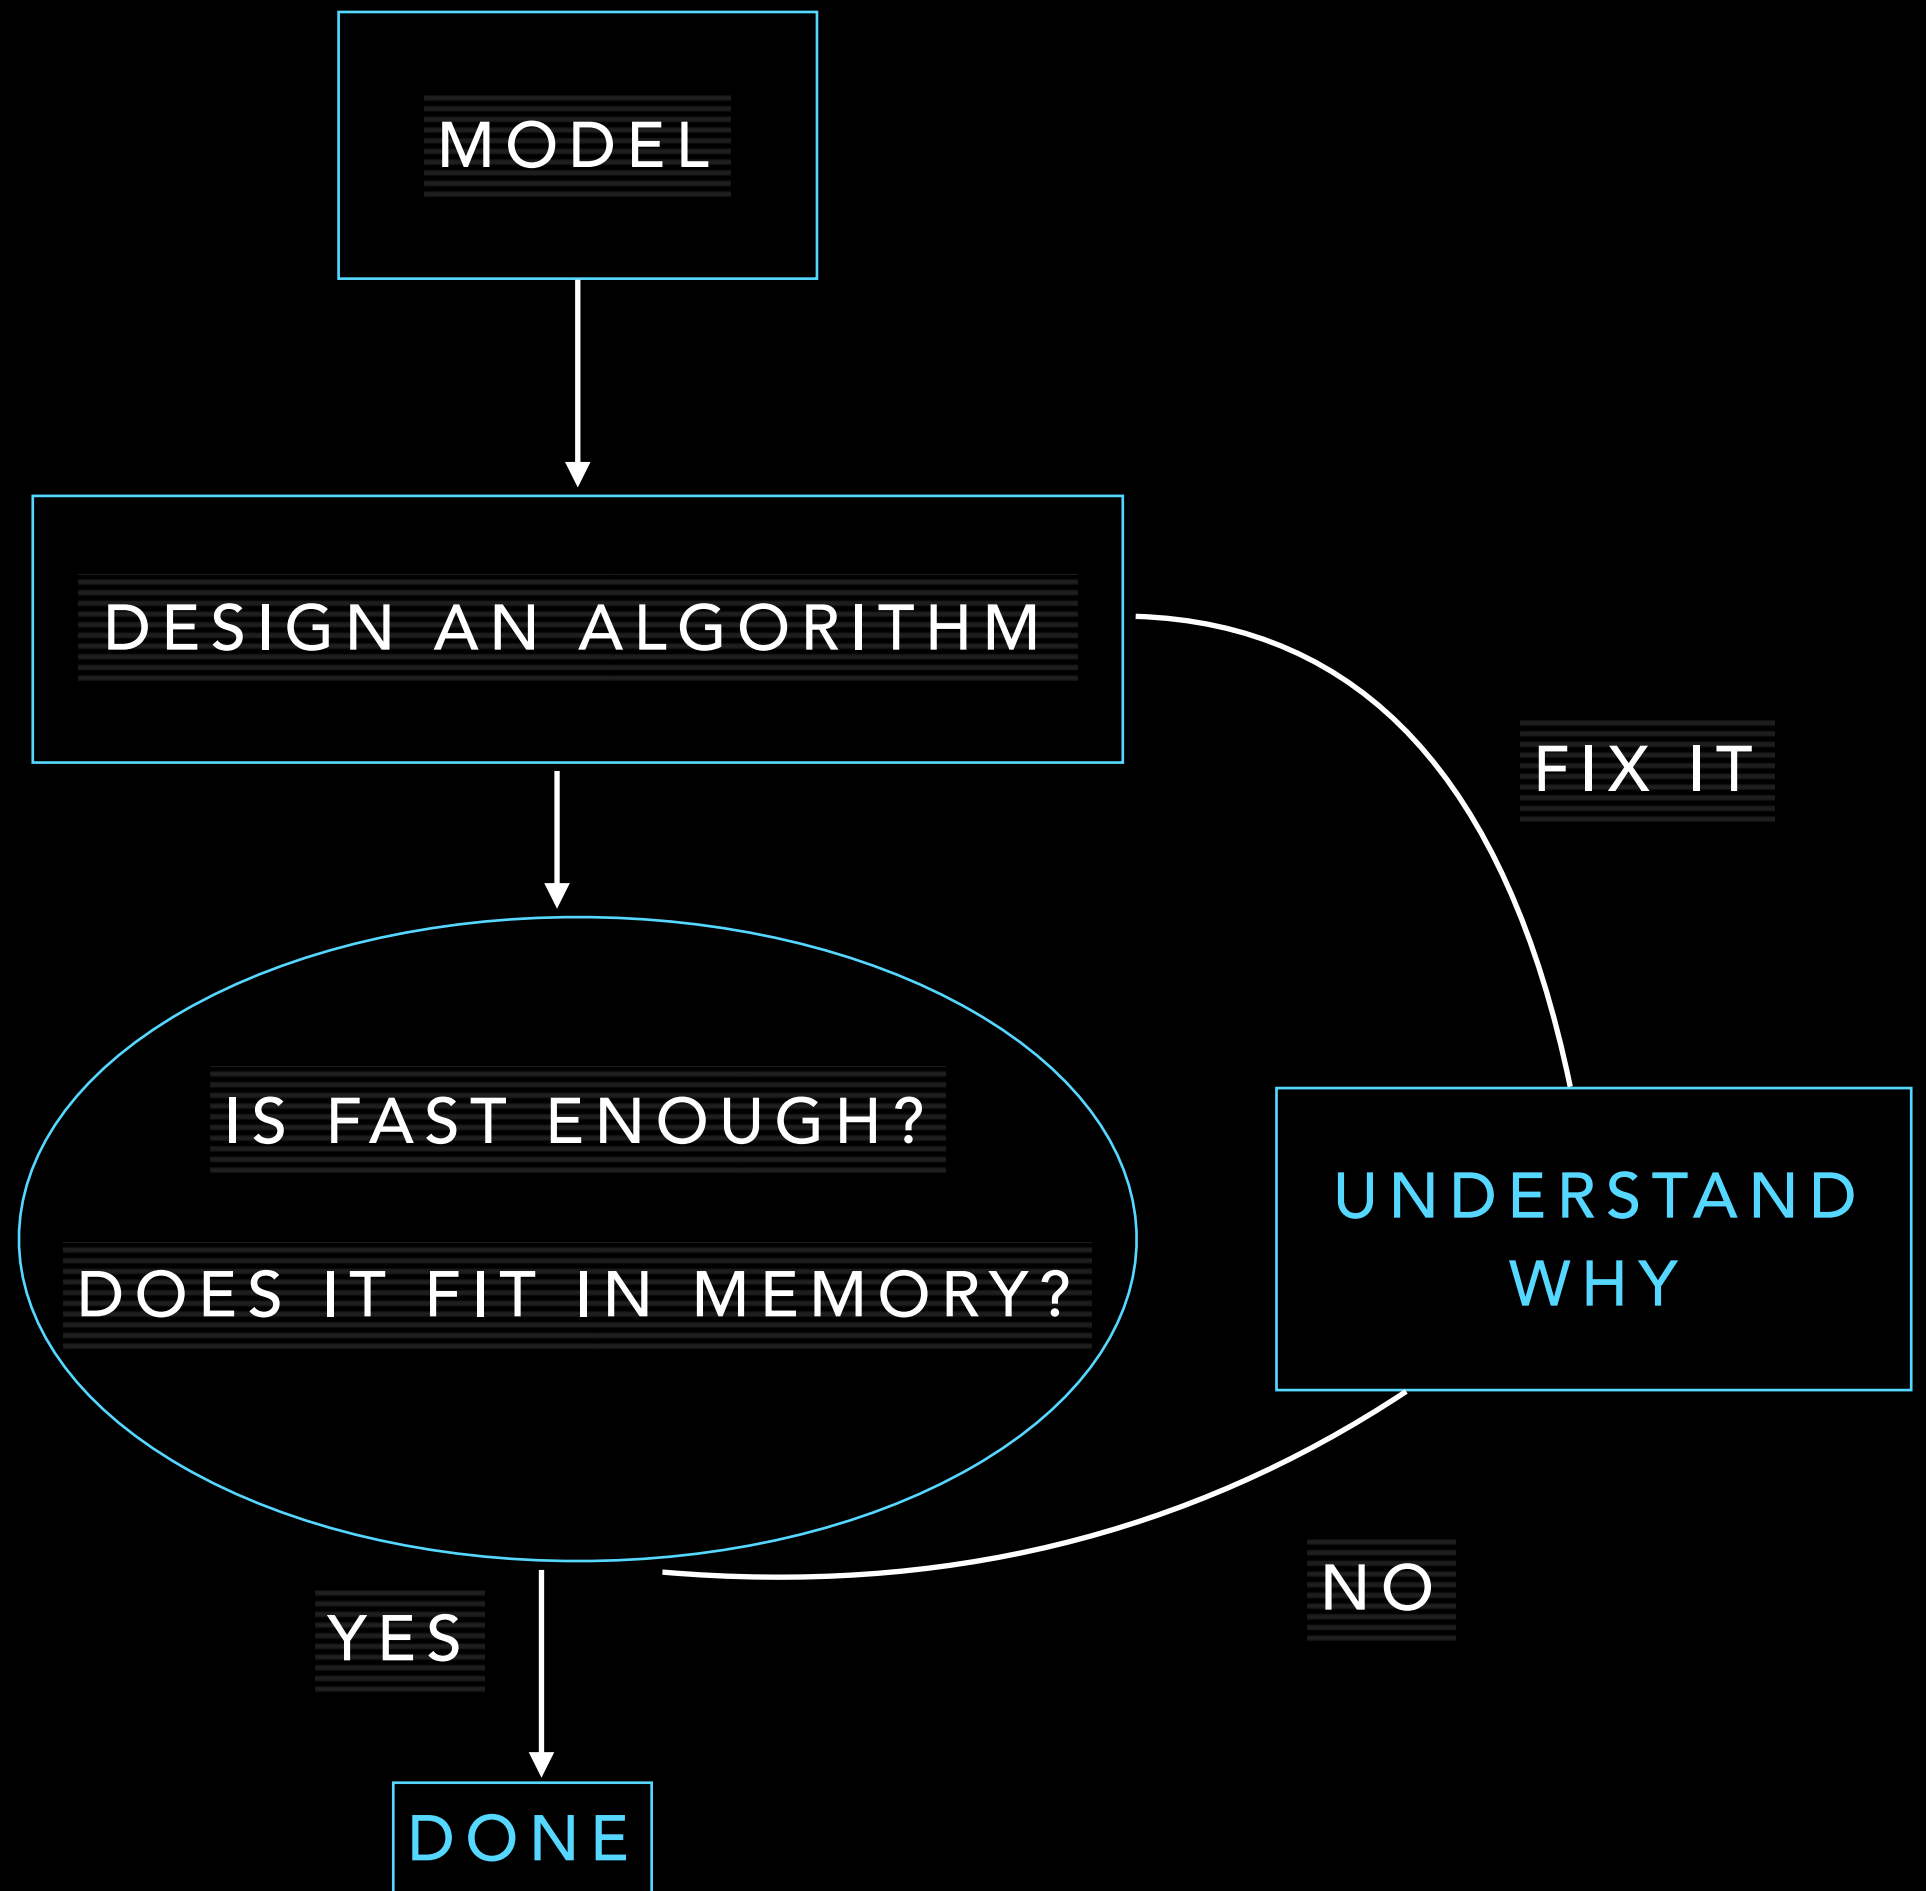 MODEL
DESIGN AN ALGORITHM
FIX IT
IS FAST ENOUGH?
DOES IT FIT IN MEMORY?
UNDERSTAND
WHY
NO
YES
DONE